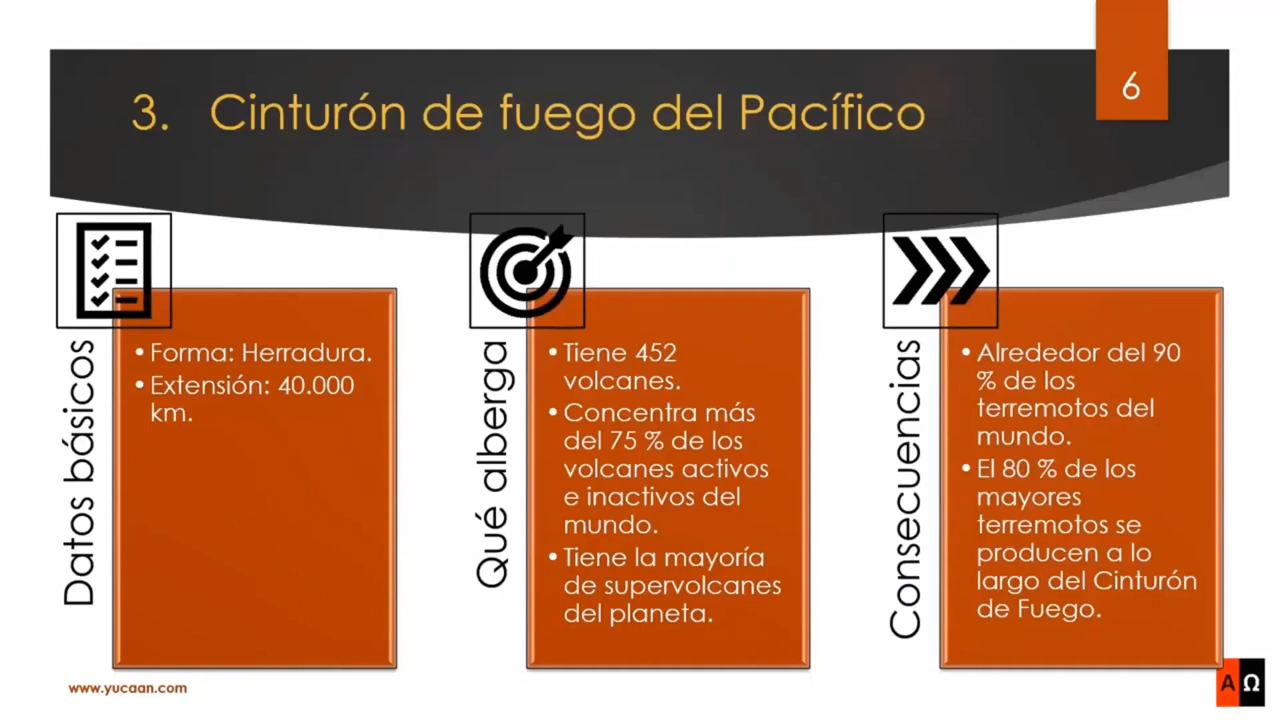 6
3. Cinturón de fuego del Pacífico
Datos básicos
• Forma: Herradura.
• Extensión: 40.000
km.
Qué alberga
• Tiene 452
volcanes.
• Concentra más
del 75 % de los
volcanes activos
e inactivos del
mundo.
• Tiene la mayoría
de supervolcanes
del planeta.
Consecuencias
• Alrededor del 90
% de los
terremotos del
mundo.
• El 80 % de los
mayores
terremotos se
producen a lo
largo del Cinturón
de Fuego.
www.yucaan.com
AΩ